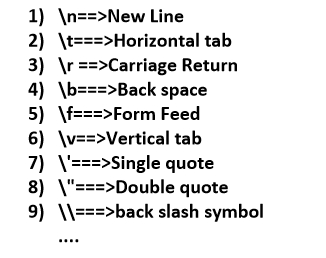 1) \n==>New Line
2) \t===>Horizontal tab
3) \r ==>Carriage Return
4) \b===>Back space
5) \f===>Form Feed
6) \v==>Vertical tab
7) \'===>Single quote
8) \"===>Double quote
9) \\===>back slash symbol
....